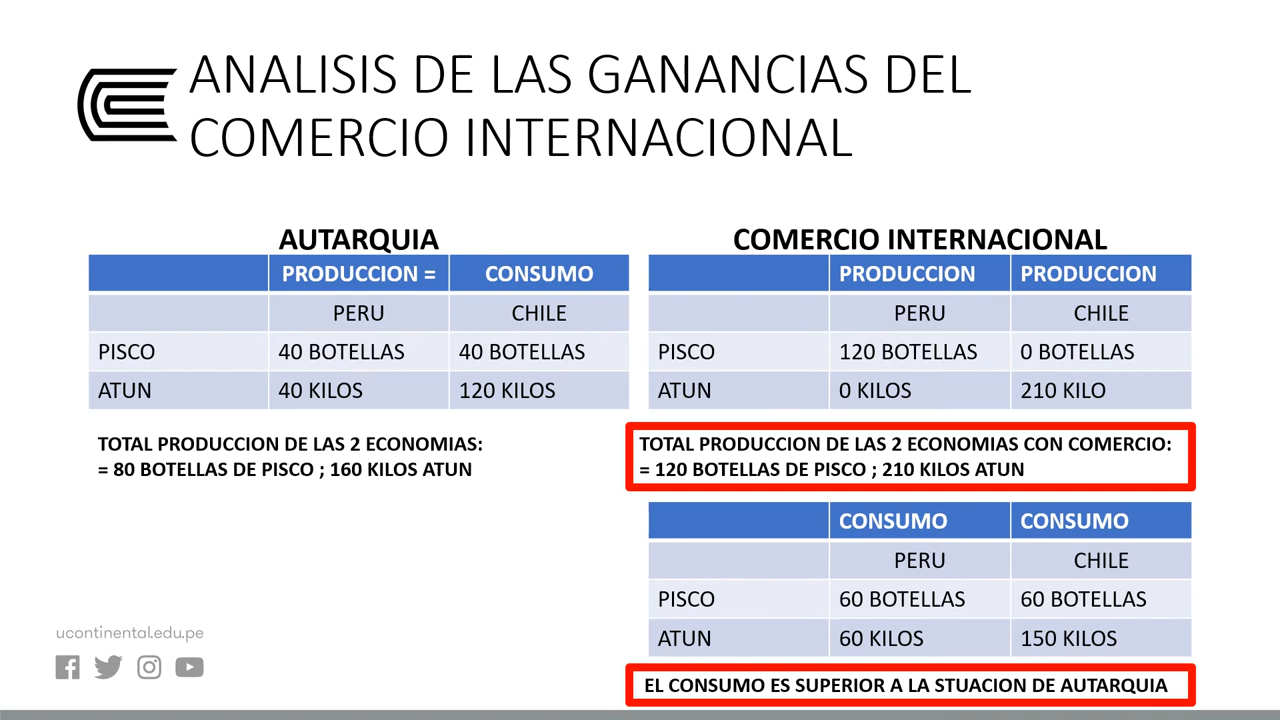 ANALISIS DE LAS GANANCIAS DEL
COMERCIO INTERNACIONAL
AUTARQUIA
PRODUCCION = CONSUMO
PERU CHILE
PISCO 40 BOTELLAS 40 BOTELLAS
ATUN 40 KILOS 120 KILOS
TOTAL PRODUCCION DE LAS 2 ECONOMIAS:
= 80 BOTELLAS DE PISCO ; 160 KILOS ATUN
COMERCIO INTERNACIONAL
PRODUCCION PRODUCCION
PERU CHILE
PISCO 120 BOTELLAS 0 BOTELLAS
ATUN 0 KILOS 210 KILO
TOTAL PRODUCCION DE LAS 2 ECONOMIAS CON COMERCIO:
= 120 BOTELLAS DE PISCO ; 210 KILOS ATUN
CONSUMO CONSUMO
PERU CHILE
PISCO 60 BOTELLAS 60 BOTELLAS
ATUN 60 KILOS 150 KILOS
EL CONSUMO ES SUPERIOR A LA STUACION DE AUTARQUIA
ucontinental.edu.pe